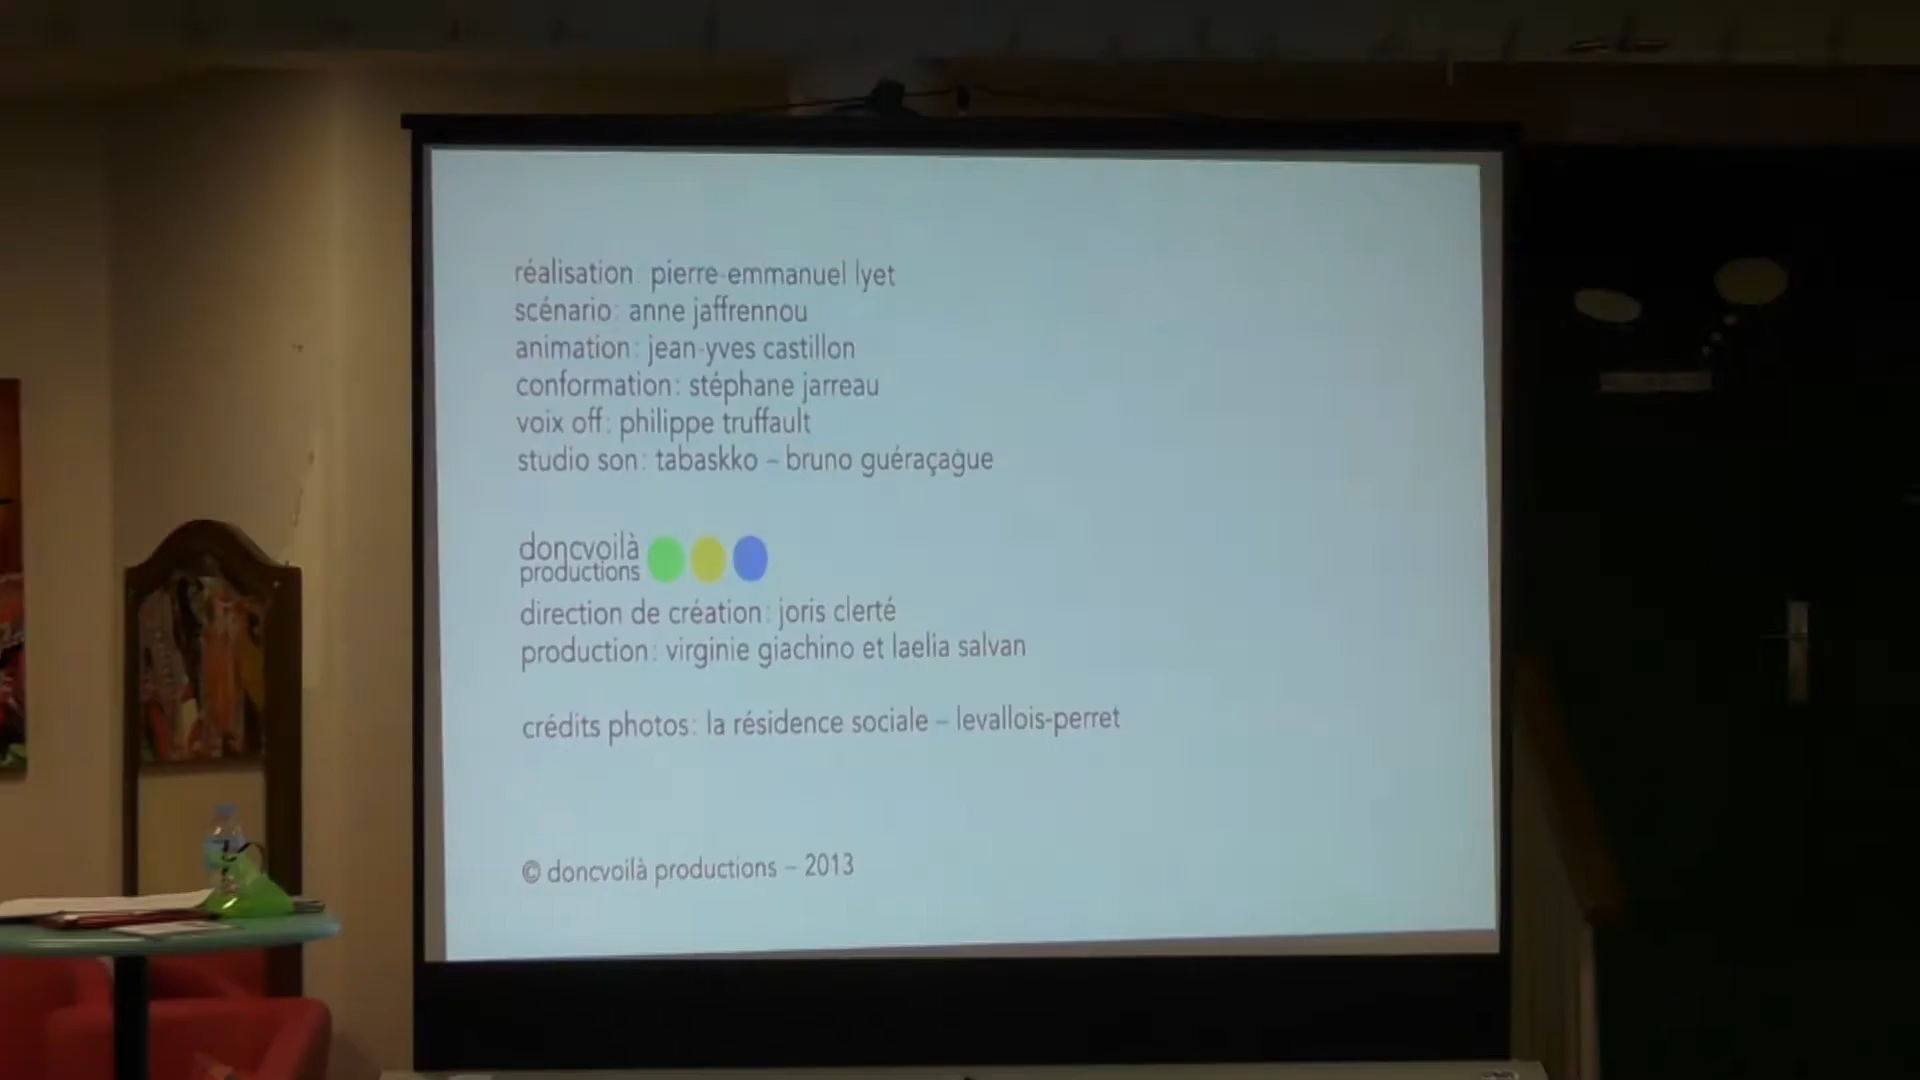 réalisation : pierre-emmanuel lyet
scénario : anne jaffrennou
animation : jean-yves castillon
conformation : stéphane jarreau
voix off : philippe truffault
studio son : tabaskko – bruno guéraçague
doncvoilà
productions
direction de création : joris clerté
production : virginie giachino et laelia salvan
crédits photos : la résidence sociale – levallois-perret
© doncvoilà productions – 2013